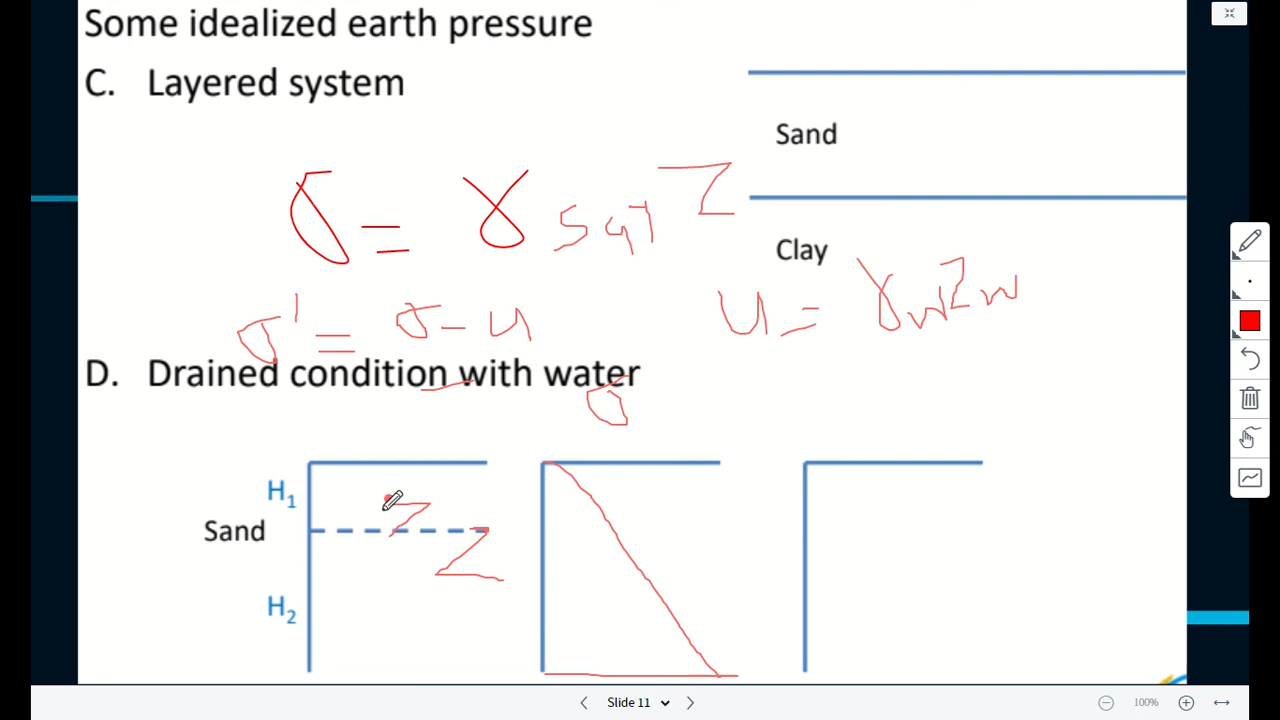 Some idealized earth pressure
C. Layered system
Sand
σ = γ sat Z
Clay
σ' = σ - u
u = γw Zw
D. Drained condition with water
σ
H1
Z
Sand
Z
H2
Slide 11
100%